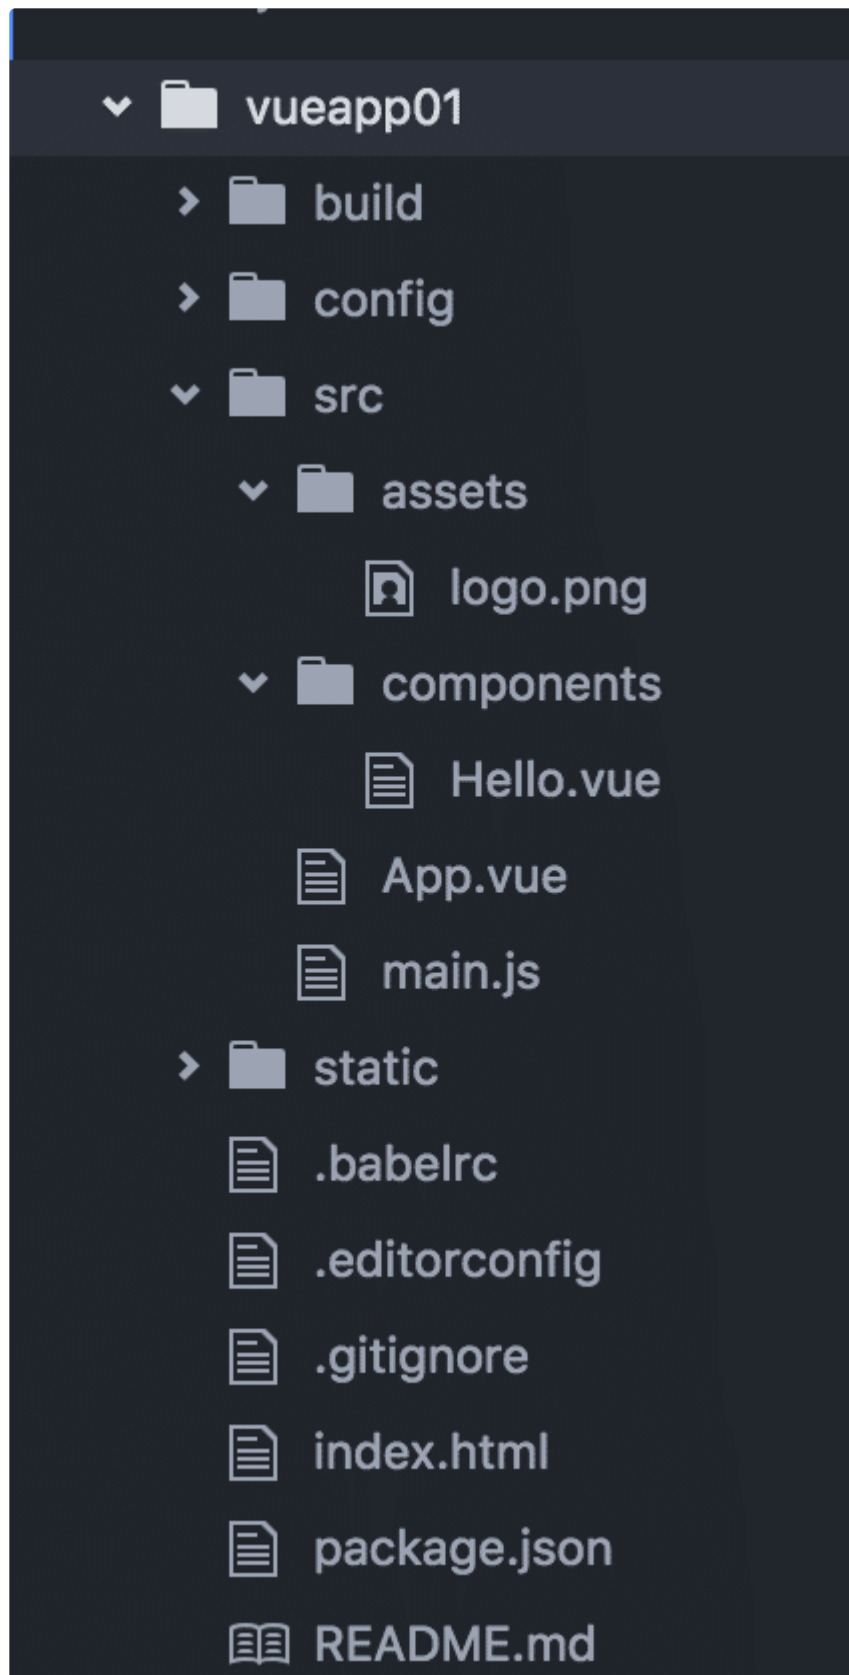 vueapp01
build
config
src
assets
logo.png
components
Hello.vue
App.vue
main.js
static
.babelrc
.editorconfig
.gitignore
index.html
package.json
README.md